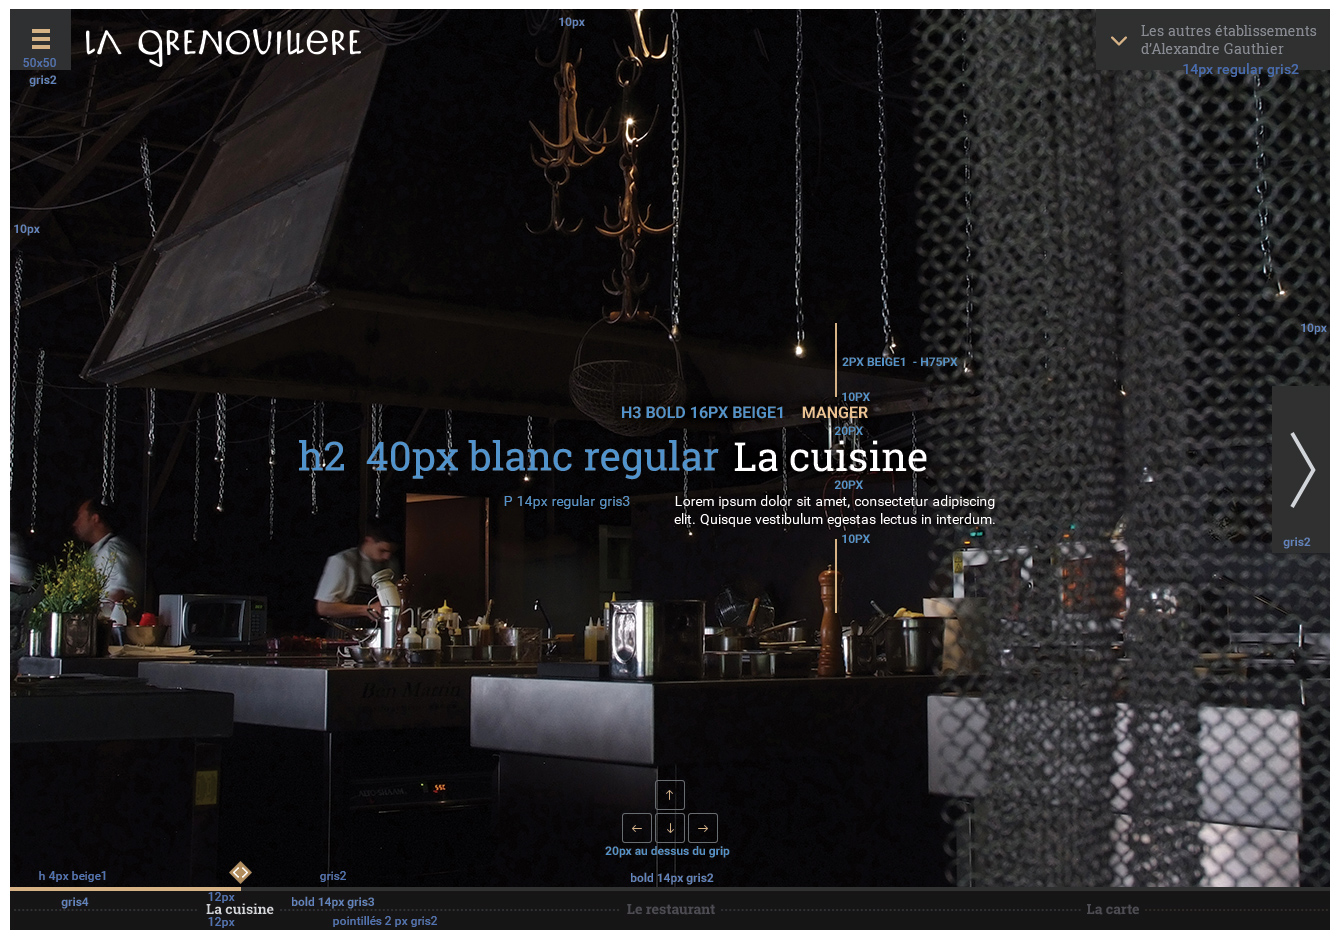 10px
LA GRENOUILLERE
Les autres établissements
d'Alexandre Gauthier
50x50
gris2
14px regular gris2
10px
10px
2PX BEIGE1 - H75PX
10PX
H3 BOLD 16PX BEIGE1 MANGER
20PX
h2 40px blanc regular La cuisine
20PX
P 14px regular gris3 Lorem ipsum dolor sit amet, consectetur adipiscing
elit. Quisque vestibulum egestas lectus in interdum.
10PX
gris2
20px au dessus du grip
h 4px beige1
gris2
bold 14px gris2
12px
gris4
bold 14px gris3
La cuisine
Le restaurant
La carte
12px
pointillés 2 px gris2